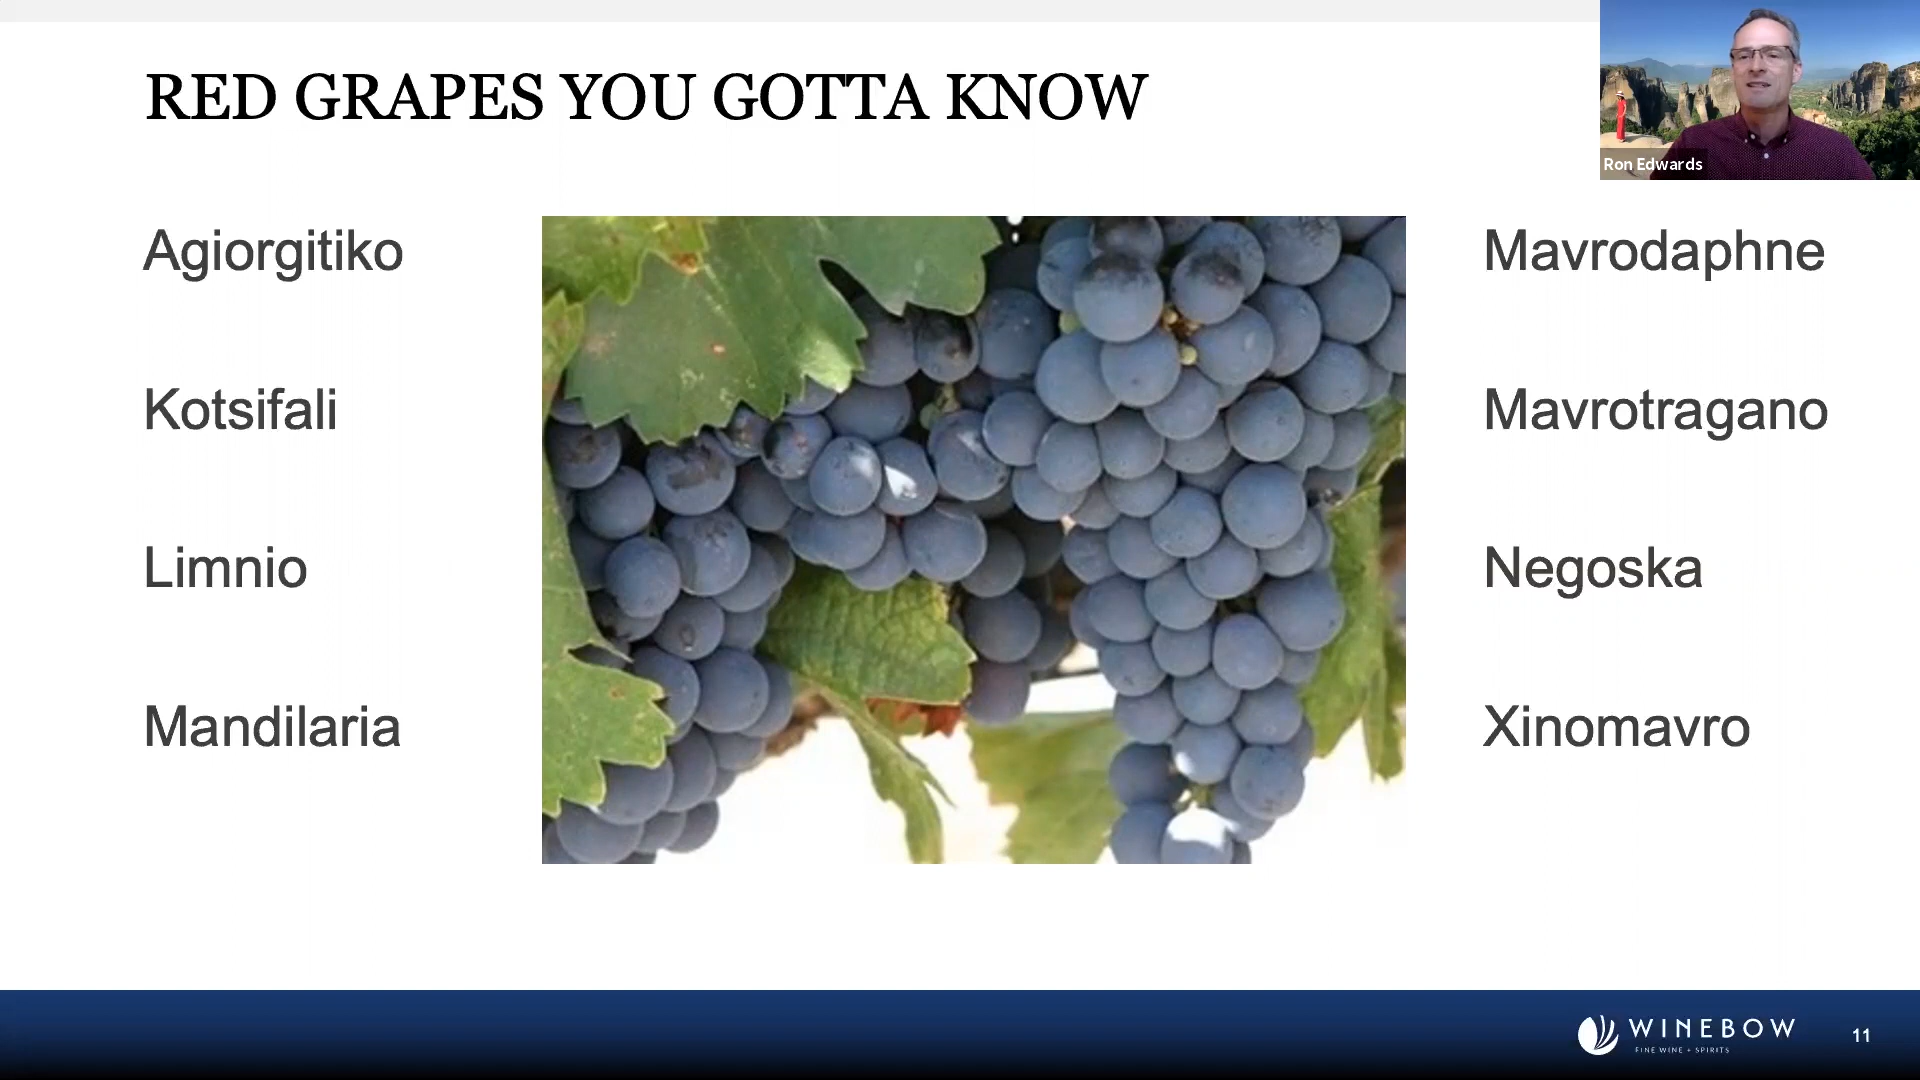 RED GRAPES YOU GOTTA KNOW
Ron Edwards
Agiorgitiko
Kotsifali
Limnio
Mandilaria
Mavrodaphne
Mavrotragano
Negoska
Xinomavro
WINEBOW
FINE WINE + SPIRITS
11